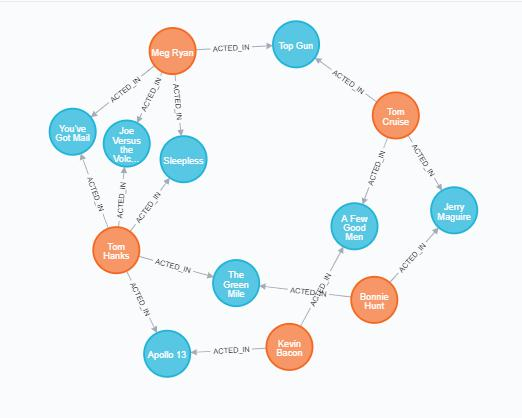 Meg Ryan
ACTED_IN
Top Gun
ACTED_IN
ACTED_IN
ACTED_IN
ACTED_IN
Tom
Cruise
You've
Got Mail
Joe
Versus
the
Volc...
Sleepless
ACTED_IN
ACTED_IN
ACTED_IN
ACTED_IN
ACTED_IN
A Few
Good
Men
Jerry
Maguire
Tom
Hanks
ACTED_IN
ACTED_IN
The
Green
Mile
ACTED_IN
ACTED_IN
Bonnie
Hunt
ACTED_IN
Apollo 13
ACTED_IN
Kevin
Bacon